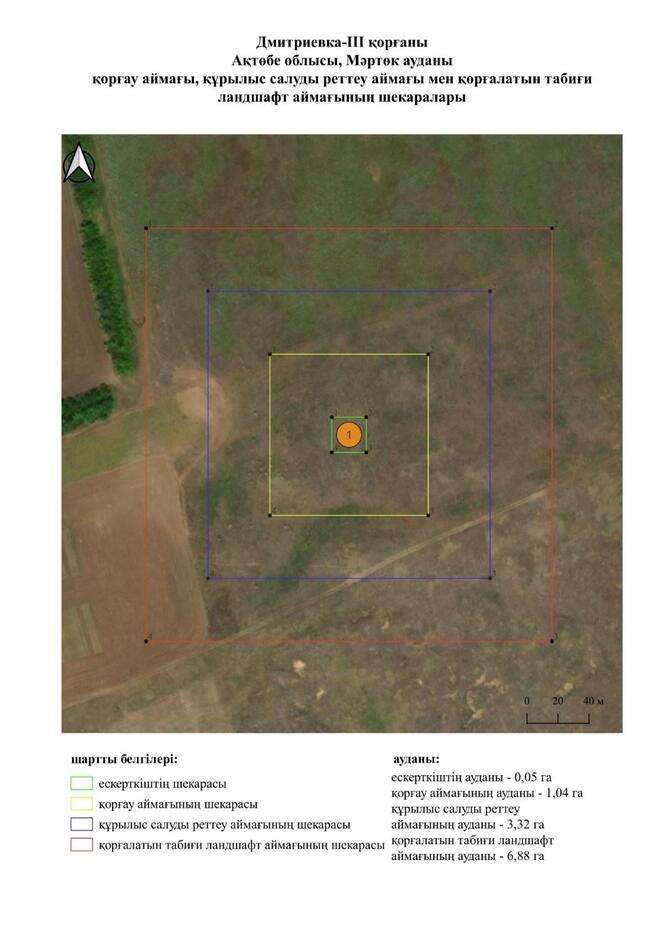 Дмитриевка-III қорғаны
Ақтөбе облысы, Мәртөк ауданы
қорғау аймағы, құрылыс салуды реттеу аймағы мен қорғалатын табиғи
ландшафт аймағының шекаралары
1
0 20 40 м
шартты белгілері:
ескерткіштің шекарасы
қорғау аймағының шекарасы
құрылыс салуды реттеу аймағының шекарасы
қорғалатын табиғи ландшафт аймағының шекарасы
ауданы:
ескерткіштің ауданы - 0,05 га
қорғау аймағының ауданы - 1,04 га
құрылыс салуды реттеу
аймағының ауданы - 3,32 га
қорғалатын табиғи ландшафт
аймағының ауданы - 6,88 га